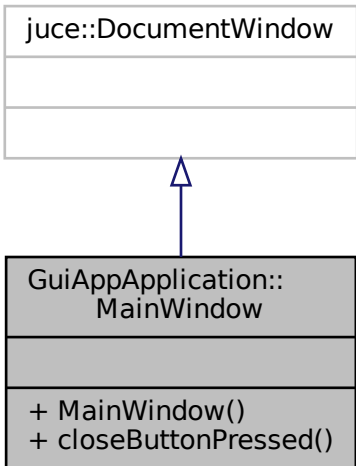 juce::DocumentWindow
GuiAppApplication::
MainWindow
+ MainWindow()
+ closeButtonPressed()